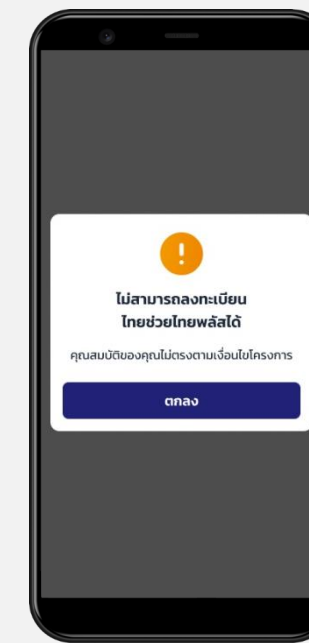 ไม่สามารถลงทะเบียน
ไทยช่วยไทยพลัสได้
คุณสมบัติของคุณไม่ตรงตามเงื่อนไขโครงการ
ตกลง